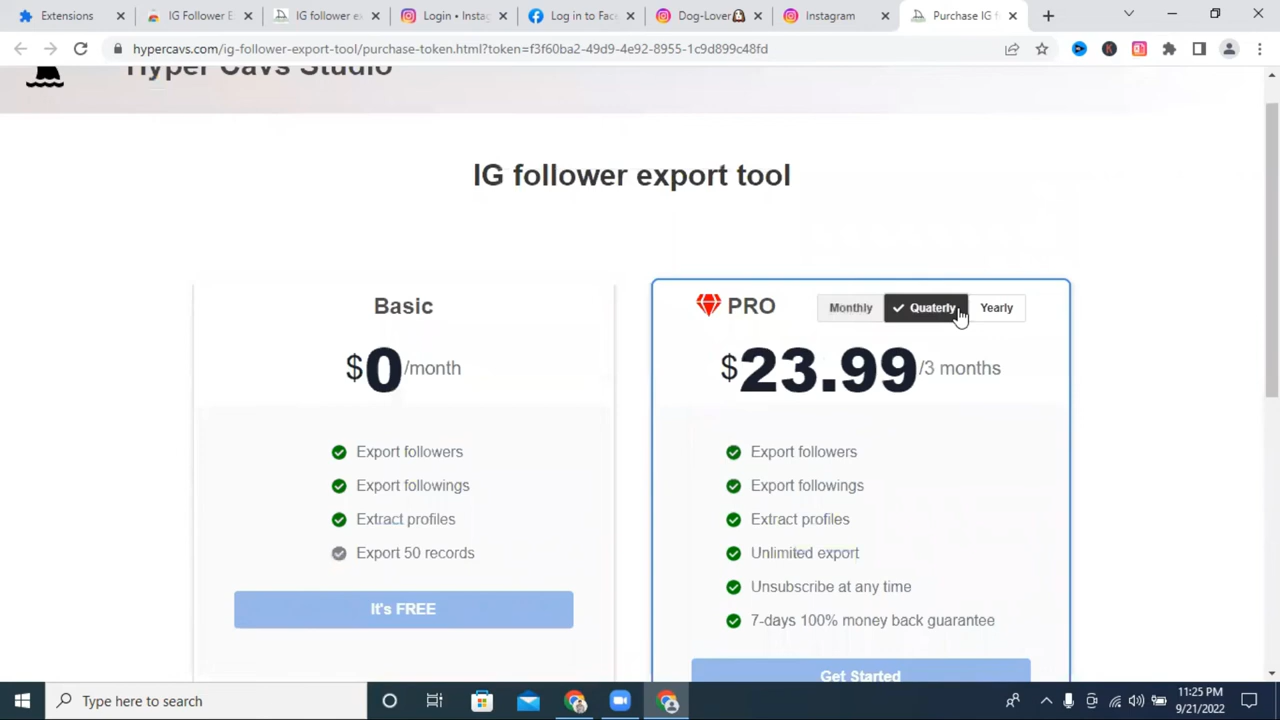 Extensions
IG Follower E
IG follower ex
Login • Instag
Log in to Fac
Dog-Lover
Instagram
Purchase IG f
hypercavs.com/ig-follower-export-tool/purchase-token.html?token=f3f60ba2-49d9-4e92-8955-1c9d899c48fd
Hyper Cavs Studio
IG follower export tool
Basic
$0/month
Export followers
Export followings
Extract profiles
Export 50 records
It's FREE
PRO
Monthly Quaterly Yearly
$23.99/3 months
Export followers
Export followings
Extract profiles
Unlimited export
Unsubscribe at any time
7-days 100% money back guarantee
Get Started
Type here to search
11:25 PM
9/21/2022